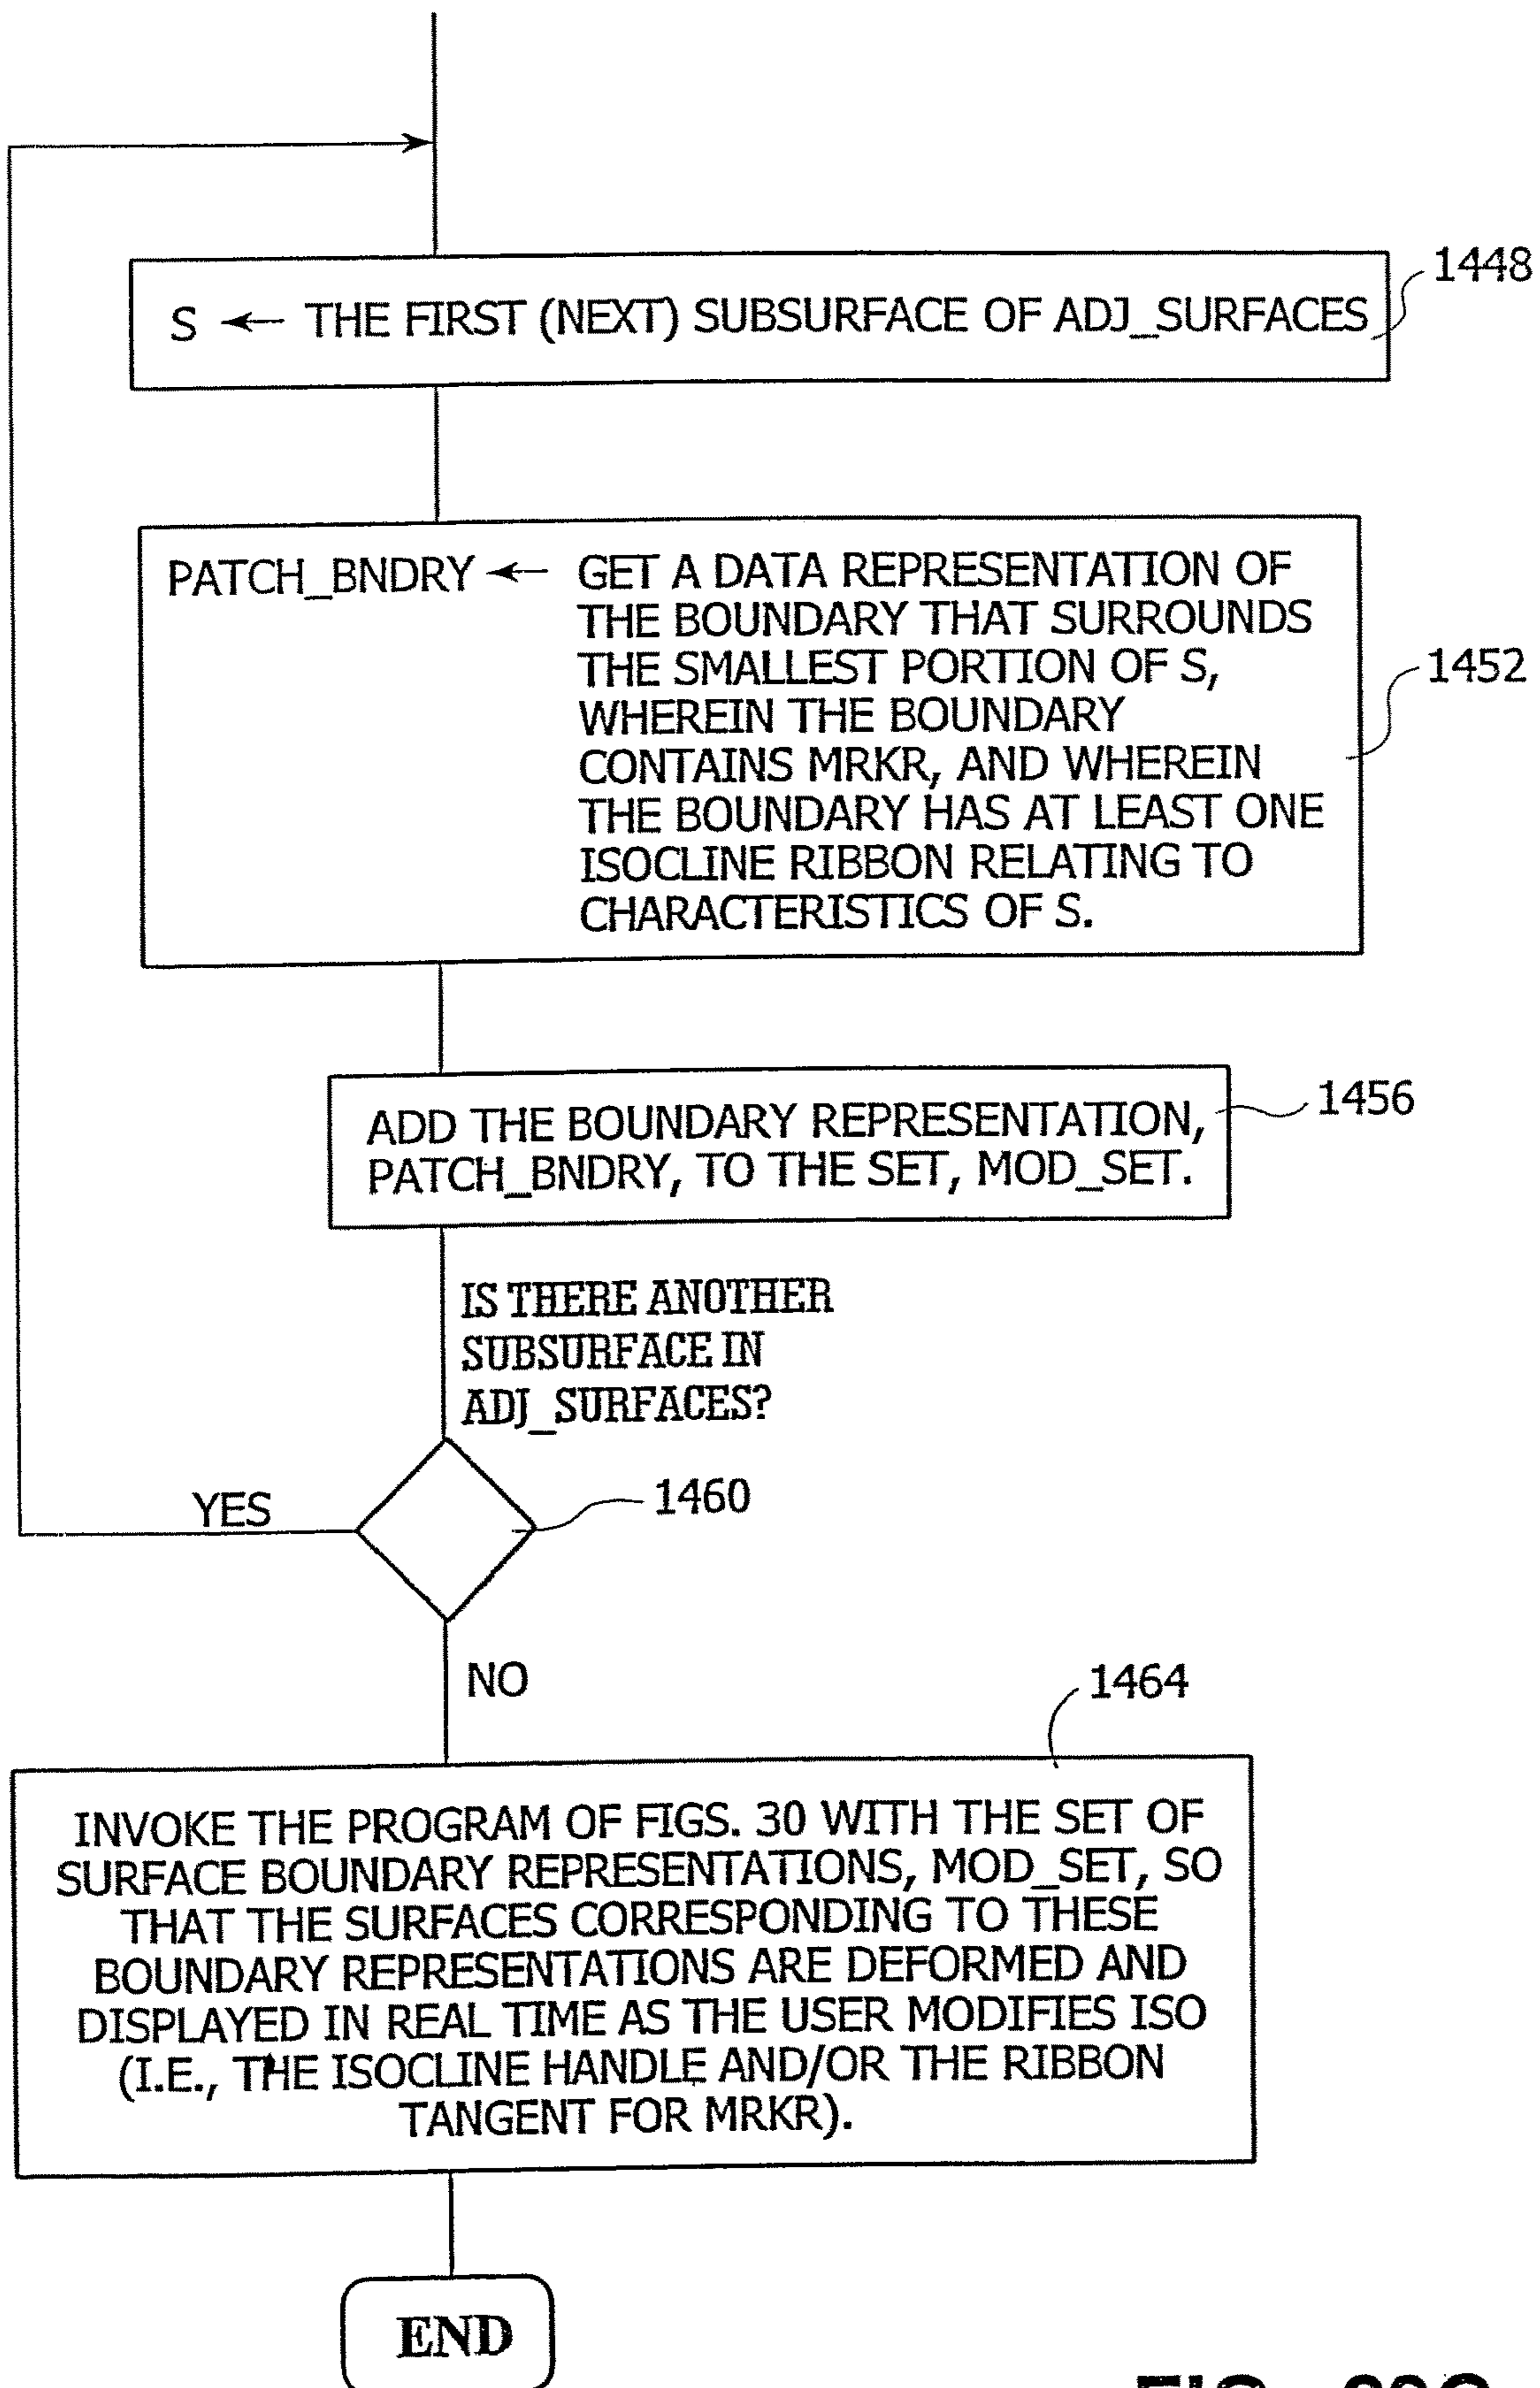 1448
S ← THE FIRST (NEXT) SUBSURFACE OF ADJ_SURFACES
PATCH_BNDRY ← GET A DATA REPRESENTATION OF
THE BOUNDARY THAT SURROUNDS
THE SMALLEST PORTION OF S,
1452
WHEREIN THE BOUNDARY
CONTAINS MRKR, AND WHEREIN
THE BOUNDARY HAS AT LEAST ONE
ISOCLINE RIBBON RELATING TO
CHARACTERISTICS OF S.
1456
ADD THE BOUNDARY REPRESENTATION,
PATCH_BNDRY, TO THE SET, MOD_SET.
IS THERE ANOTHER
SUBSURFACE IN
ADJ_SURFACES?
YES
1460
NO
1464
INVOKE THE PROGRAM OF FIGS. 30 WITH THE SET OF
SURFACE BOUNDARY REPRESENTATIONS, MOD_SET, SO
THAT THE SURFACES CORRESPONDING TO THESE
BOUNDARY REPRESENTATIONS ARE DEFORMED AND
DISPLAYED IN REAL TIME AS THE USER MODIFIES ISO
(I.E., THE ISOCLINE HANDLE AND/OR THE RIBBON
TANGENT FOR MRKR).
END